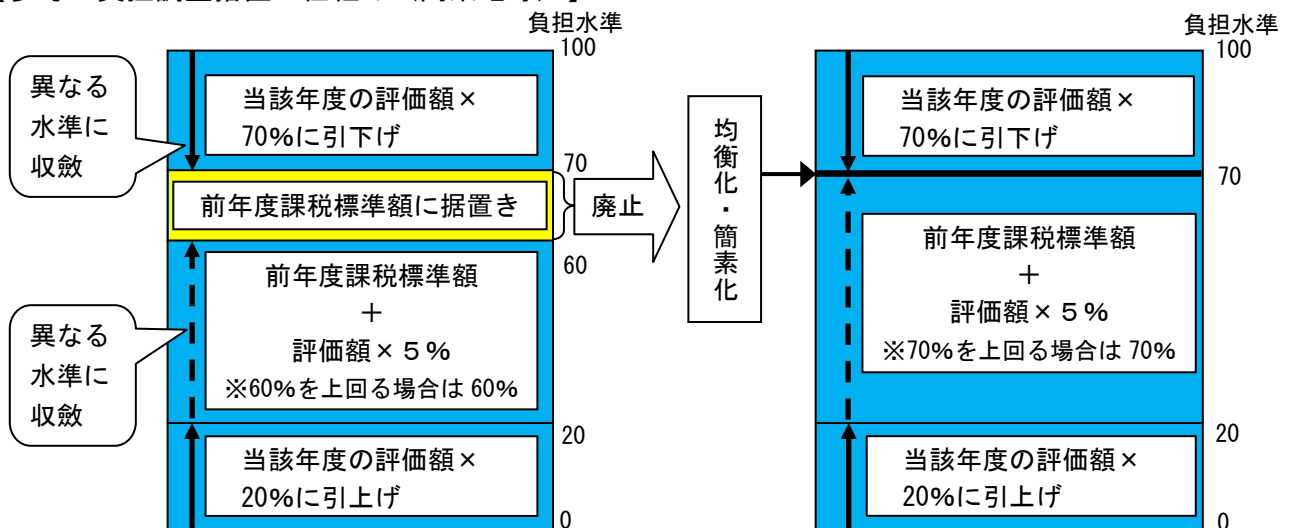 負担水準
100
異なる
水準に
収斂
当該年度の評価額×
70%に引下げ
70
前年度課税標準額に据置き
廃止
60
前年度課税標準額
＋
評価額×５%
※60%を上回る場合は 60%
異なる
水準に
収斂
20
当該年度の評価額×
20%に引上げ
0
均衡化・簡素化
負担水準
100
当該年度の評価額×
70%に引下げ
70
前年度課税標準額
＋
評価額×５%
※70%を上回る場合は 70%
20
当該年度の評価額×
20%に引上げ
0